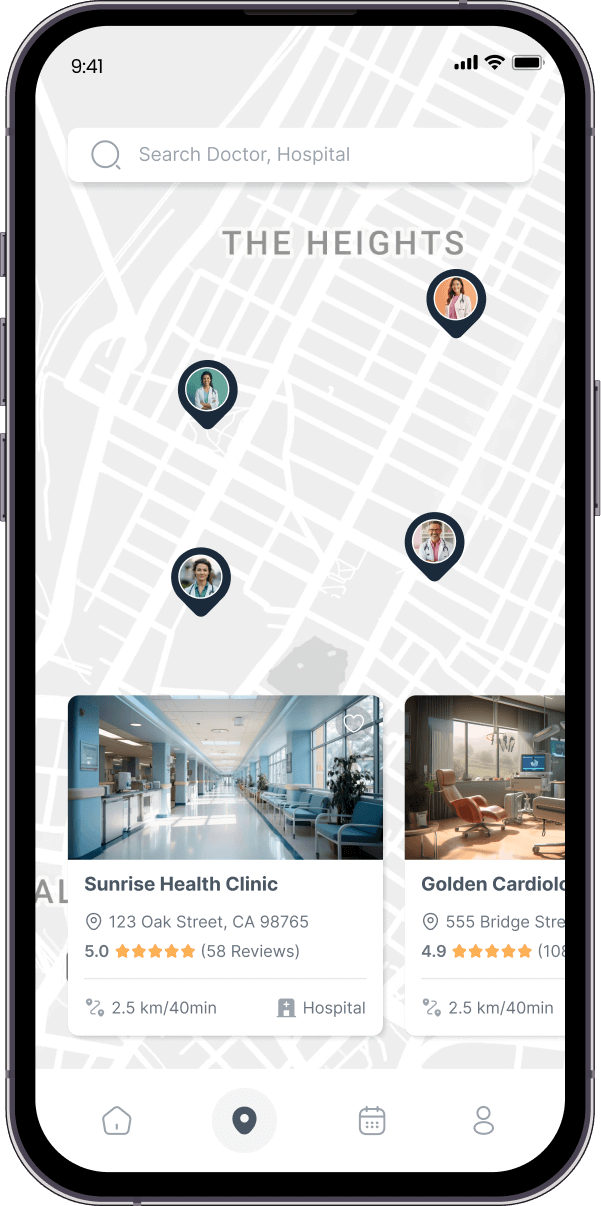 9:41
Search Doctor, Hospital
THE HEIGHTS
AL
Sunrise Health Clinic
123 Oak Street, CA 98765
5.0 (58 Reviews)
2.5 km/40min Hospital
Golden Cardiolo
555 Bridge Stre
4.9 (108
2.5 km/40min